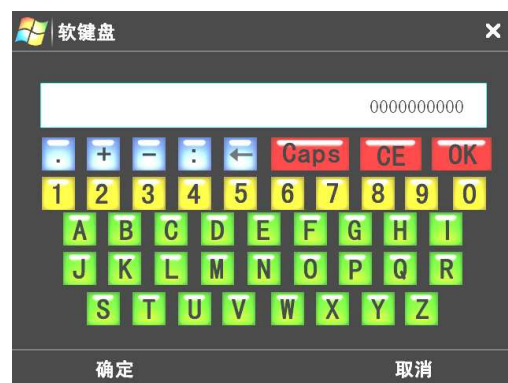 软键盘 ×
0000000000
. + - : ← Caps CE OK
1 2 3 4 5 6 7 8 9 0
A B C D E F G H I
J K L M N O P Q R
S T U V W X Y Z
确定 取消